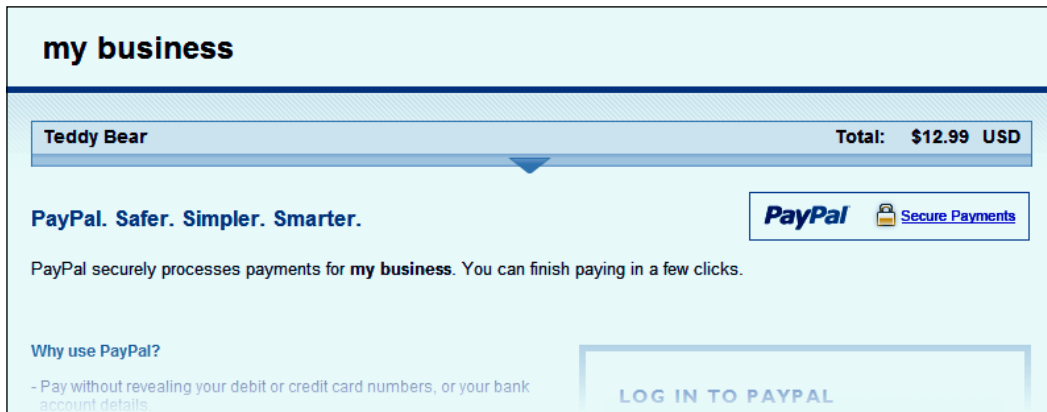 my business
Teddy Bear Total: $12.99 USD
PayPal. Safer. Simpler. Smarter.
PayPal Secure Payments
PayPal securely processes payments for my business. You can finish paying in a few clicks.
Why use PayPal?
- Pay without revealing your debit or credit card numbers, or your bank
account details.
LOG IN TO PAYPAL